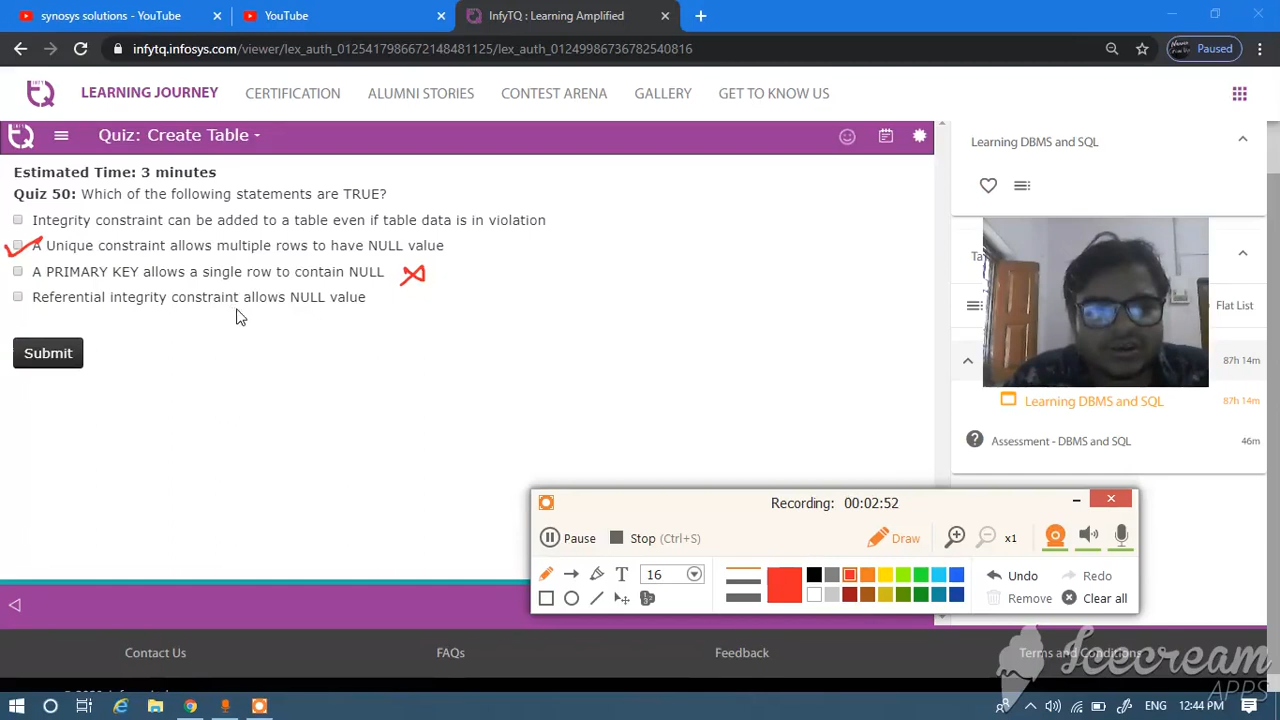 synosys solutions - YouTube
YouTube
InfyTQ : Learning Amplified
infytq.infosys.com/viewer/lex_auth_012541798667214848​1125/lex_auth_01249986736782540816
Paused
LEARNING JOURNEY CERTIFICATION ALUMNI STORIES CONTEST ARENA GALLERY GET TO KNOW US
Quiz: Create Table
Learning DBMS and SQL
Estimated Time: 3 minutes
Quiz 50: Which of the following statements are TRUE?
Integrity constraint can be added to a table even if table data is in violation
A Unique constraint allows multiple rows to have NULL value
A PRIMARY KEY allows a single row to contain NULL
Referential integrity constraint allows NULL value
Submit
Flat List
87h 14m
Learning DBMS and SQL 87h 14m
Assessment - DBMS and SQL 46m
Recording: 00:02:52
Pause Stop (Ctrl+S) Draw x1
16 Undo Redo
Remove Clear all
Contact Us FAQs Feedback Terms and Conditions
Icecream
APPS
ENG 12:44 PM